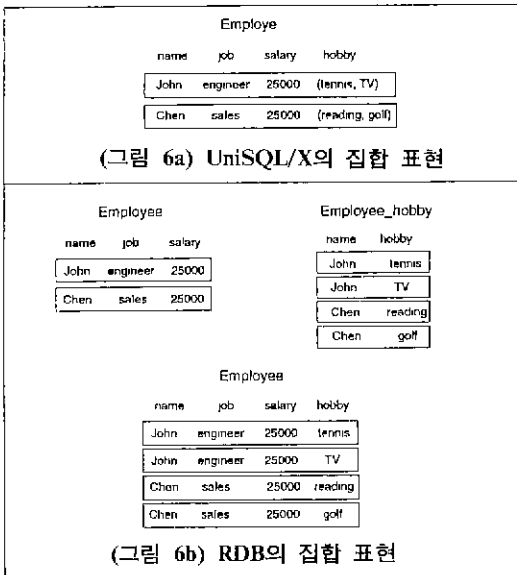 Employe
name job salary hobby
John engineer 25000 (tennis, TV)
Chen sales 25000 (reading, golf)
(그림 6a) UniSQL/X의 집합 표현
Employee
name job salary
John engineer 25000
Chen sales 25000
Employee_hobby
name hobby
John tennis
John TV
Chen reading
Chen golf
Employee
name job salary hobby
John engineer 25000 tennis
John engineer 25000 TV
Chen sales 25000 reading
Chen sales 25000 golf
(그림 6b) RDB의 집합 표현